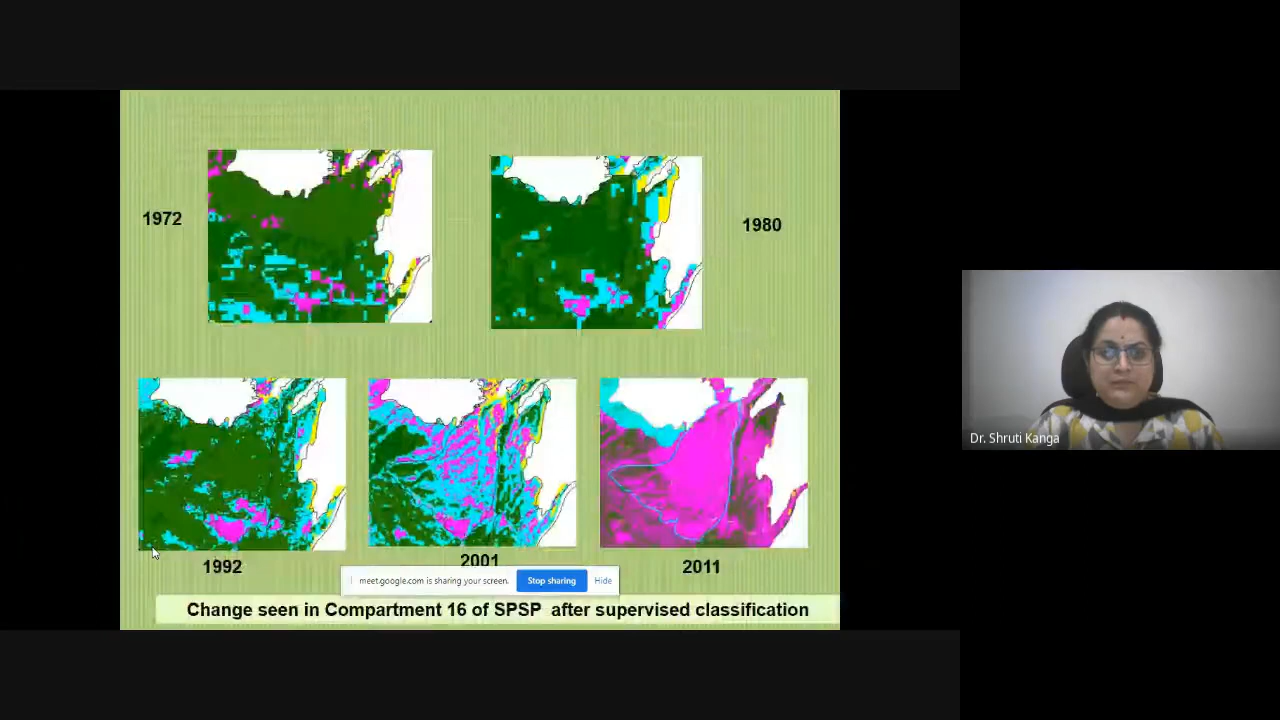 1972
1980
1992
2001
2011
meet.google.com is sharing your screen.
Stop sharing
Hide
Change seen in Compartment 16 of SPSP after supervised classification
Dr. Shruti Kanga